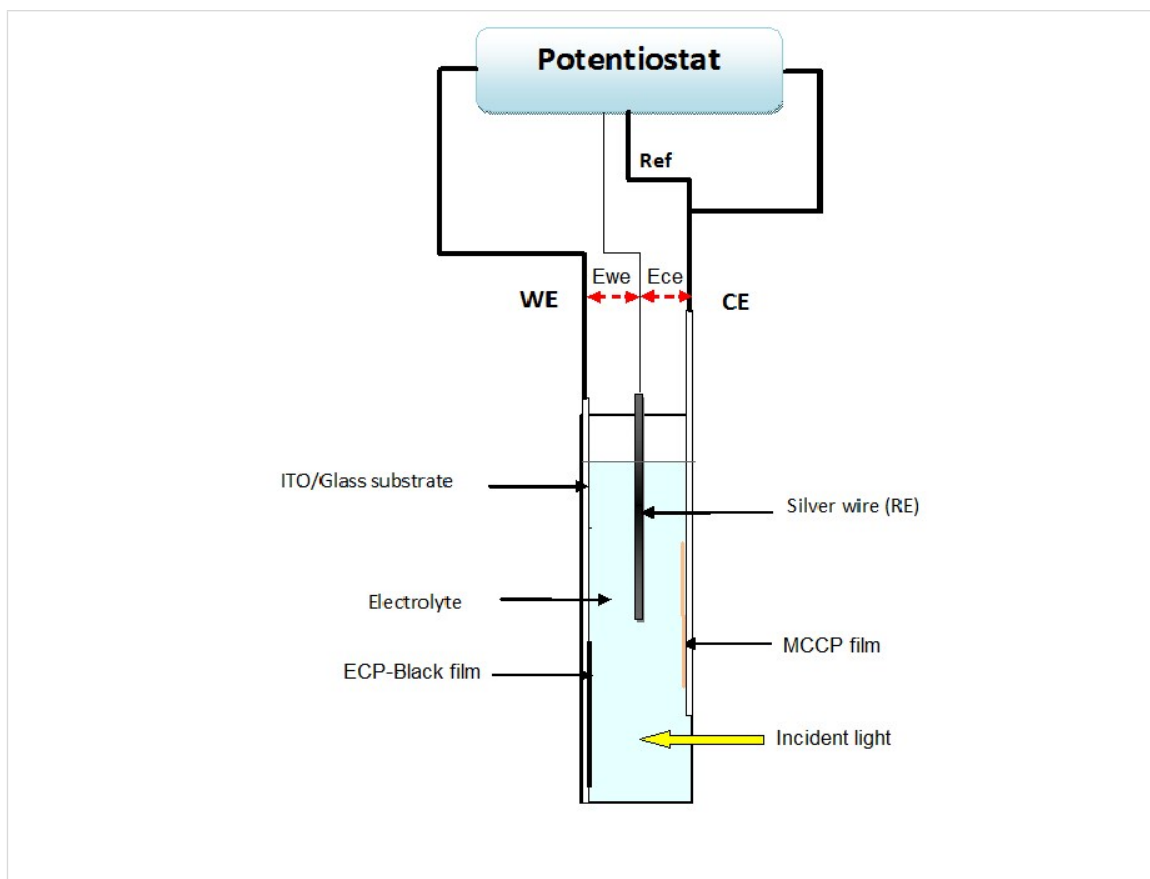 Potentiostat
Ref
Ewe
Ece
WE
CE
ITO/Glass substrate
Silver wire (RE)
Electrolyte
MCCP film
ECP-Black film
Incident light